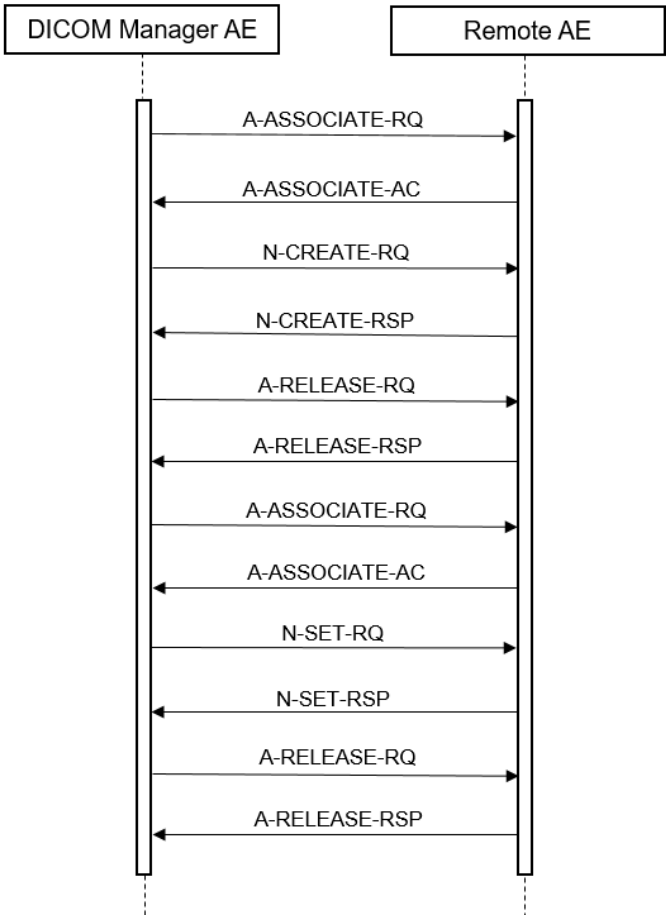 DICOM Manager AE
Remote AE
A-ASSOCIATE-RQ
A-ASSOCIATE-AC
N-CREATE-RQ
N-CREATE-RSP
A-RELEASE-RQ
A-RELEASE-RSP
A-ASSOCIATE-RQ
A-ASSOCIATE-AC
N-SET-RQ
N-SET-RSP
A-RELEASE-RQ
A-RELEASE-RSP